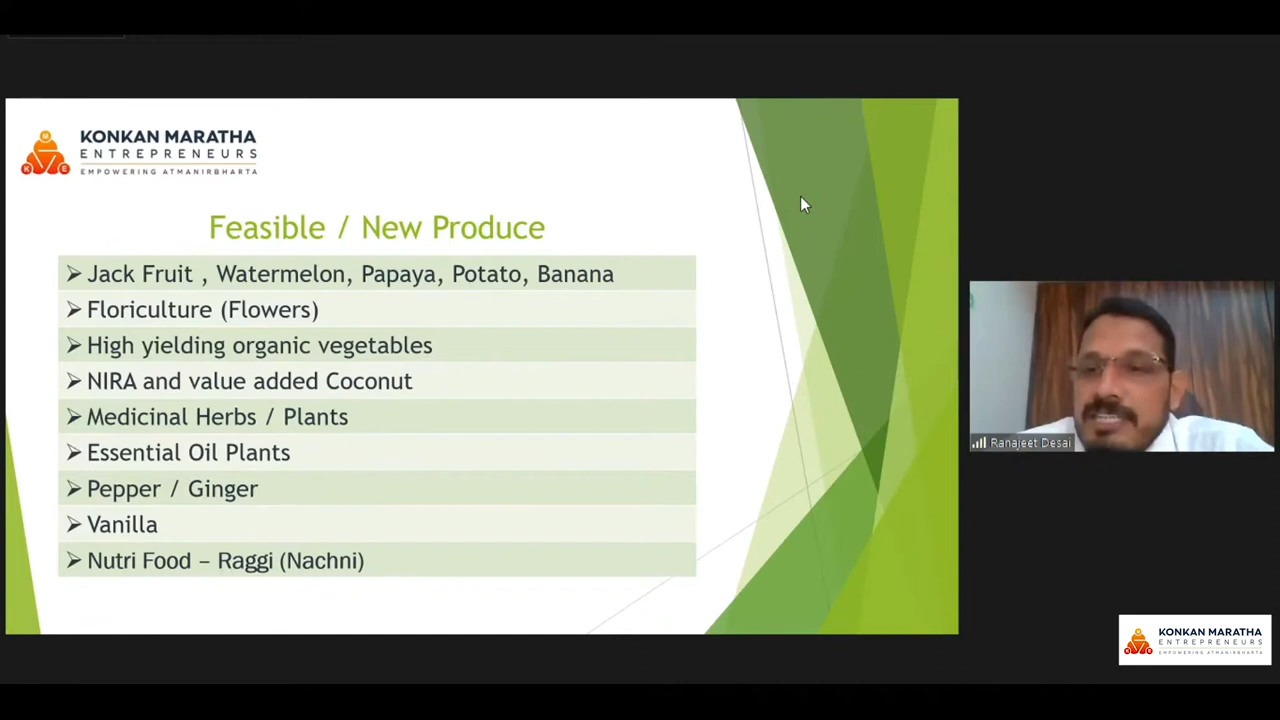 KONKAN MARATHA
ENTREPRENEURS
EMPOWERING ATMANIRBHARTA
M
K E
Feasible / New Produce
➢ Jack Fruit , Watermelon, Papaya, Potato, Banana
➢ Floriculture (Flowers)
➢ High yielding organic vegetables
➢ NIRA and value added Coconut
➢ Medicinal Herbs / Plants
➢ Essential Oil Plants
➢ Pepper / Ginger
➢ Vanilla
➢ Nutri Food – Raggi (Nachni)
Ranajeet Desai
KONKAN MARATHA
ENTREPRENEURS
EMPOWERING ATMANIRBHARTA